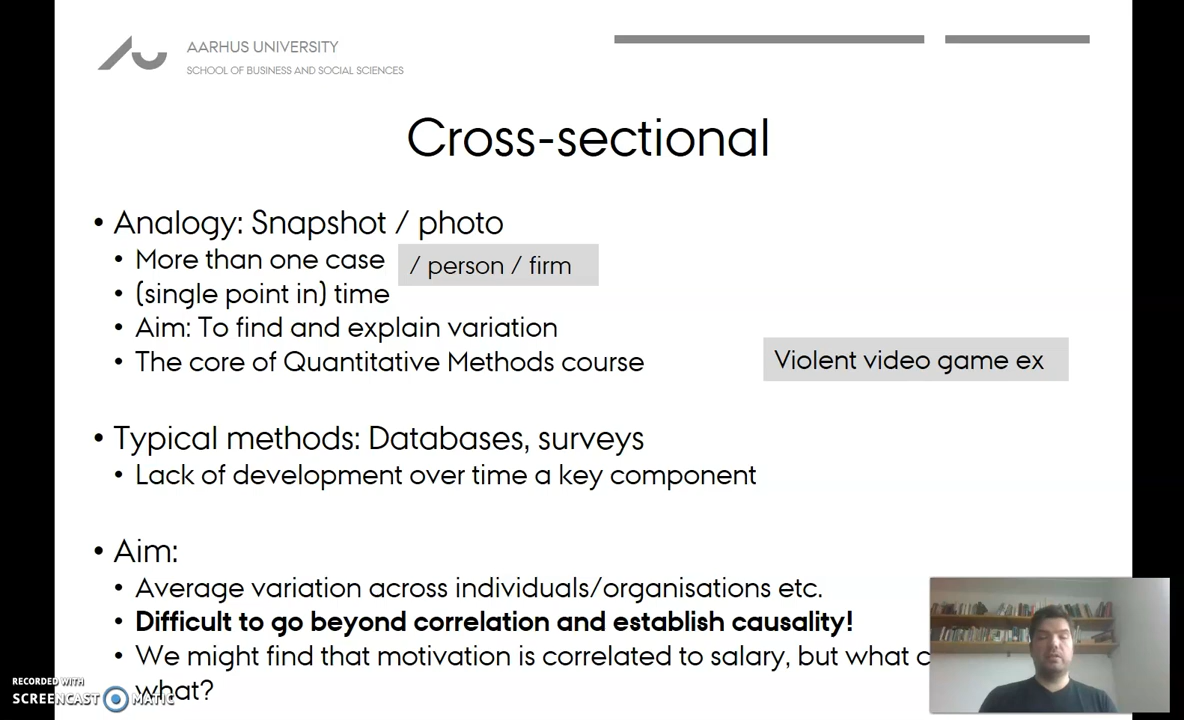 AARHUS UNIVERSITY
SCHOOL OF BUSINESS AND SOCIAL SCIENCES
Cross-sectional
• Analogy: Snapshot / photo
• More than one case / person / firm
• (single point in) time
• Aim: To find and explain variation
• The core of Quantitative Methods course
Violent video game ex
• Typical methods: Databases, surveys
• Lack of development over time a key component
• Aim:
• Average variation across individuals/organisations etc.
• Difficult to go beyond correlation and establish causality!
• We might find that motivation is correlated to salary, but what
what?
RECORDED WITH
SCREENCAST MATIC